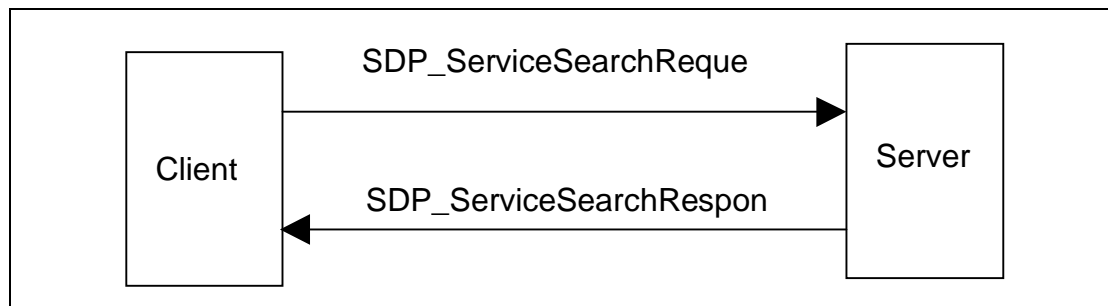 SDP_ServiceSearchReque
Client
Server
SDP_ServiceSearchRespon